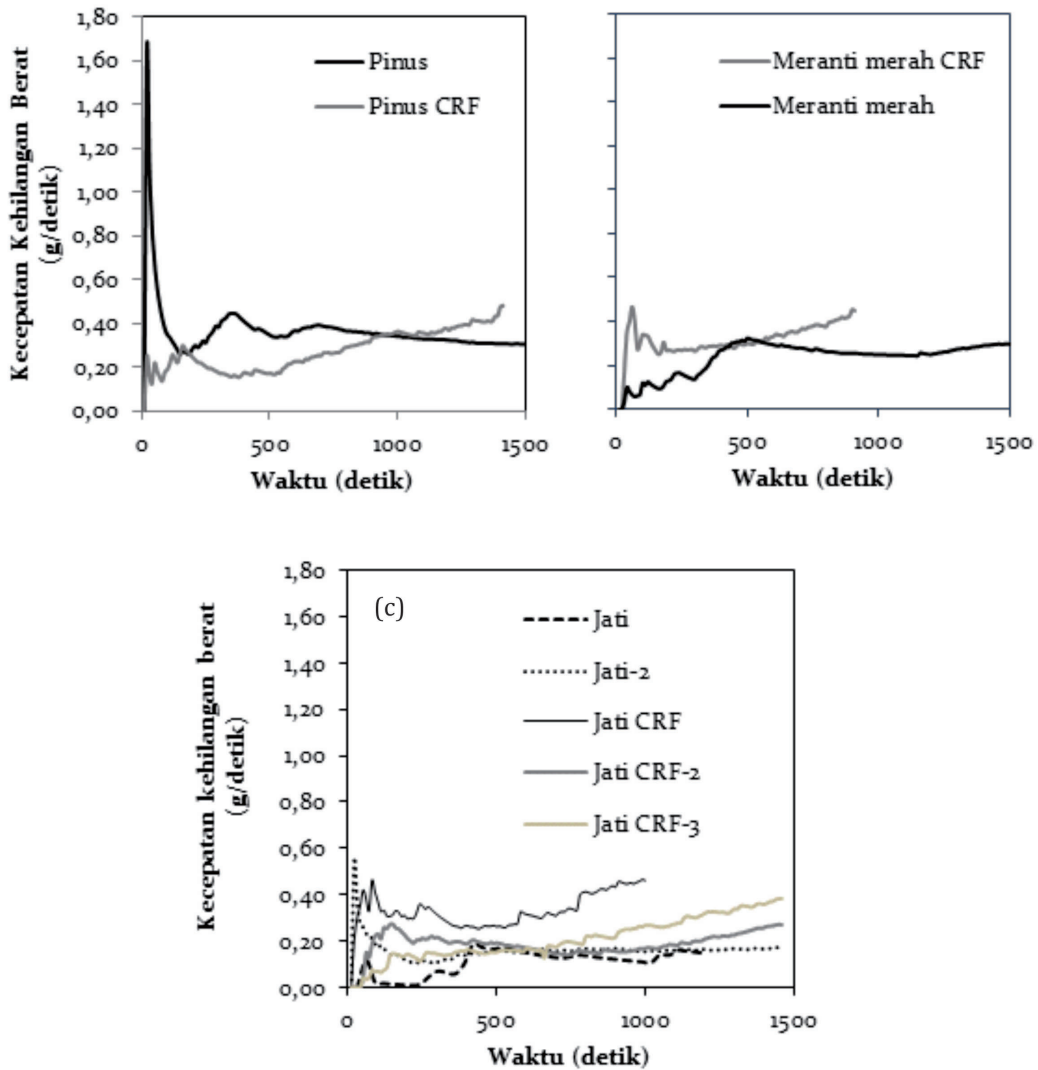 Kecepatan Kehilangan Berat
(g/detik)
1,80
1,60
1,40
1,20
1,00
0,80
0,60
0,40
0,20
0,00
Pinus
Pinus CRF
0
500
1000
1500
Waktu (detik)
Meranti merah CRF
Meranti merah
0
500
1000
1500
Waktu (detik)
Kecepatan kehilangan berat
(g/detik)
1,80
1,60
1,40
1,20
1,00
0,80
0,60
0,40
0,20
0,00
(c)
Jati
Jati-2
Jati CRF
Jati CRF-2
Jati CRF-3
0
500
1000
1500
Waktu (detik)